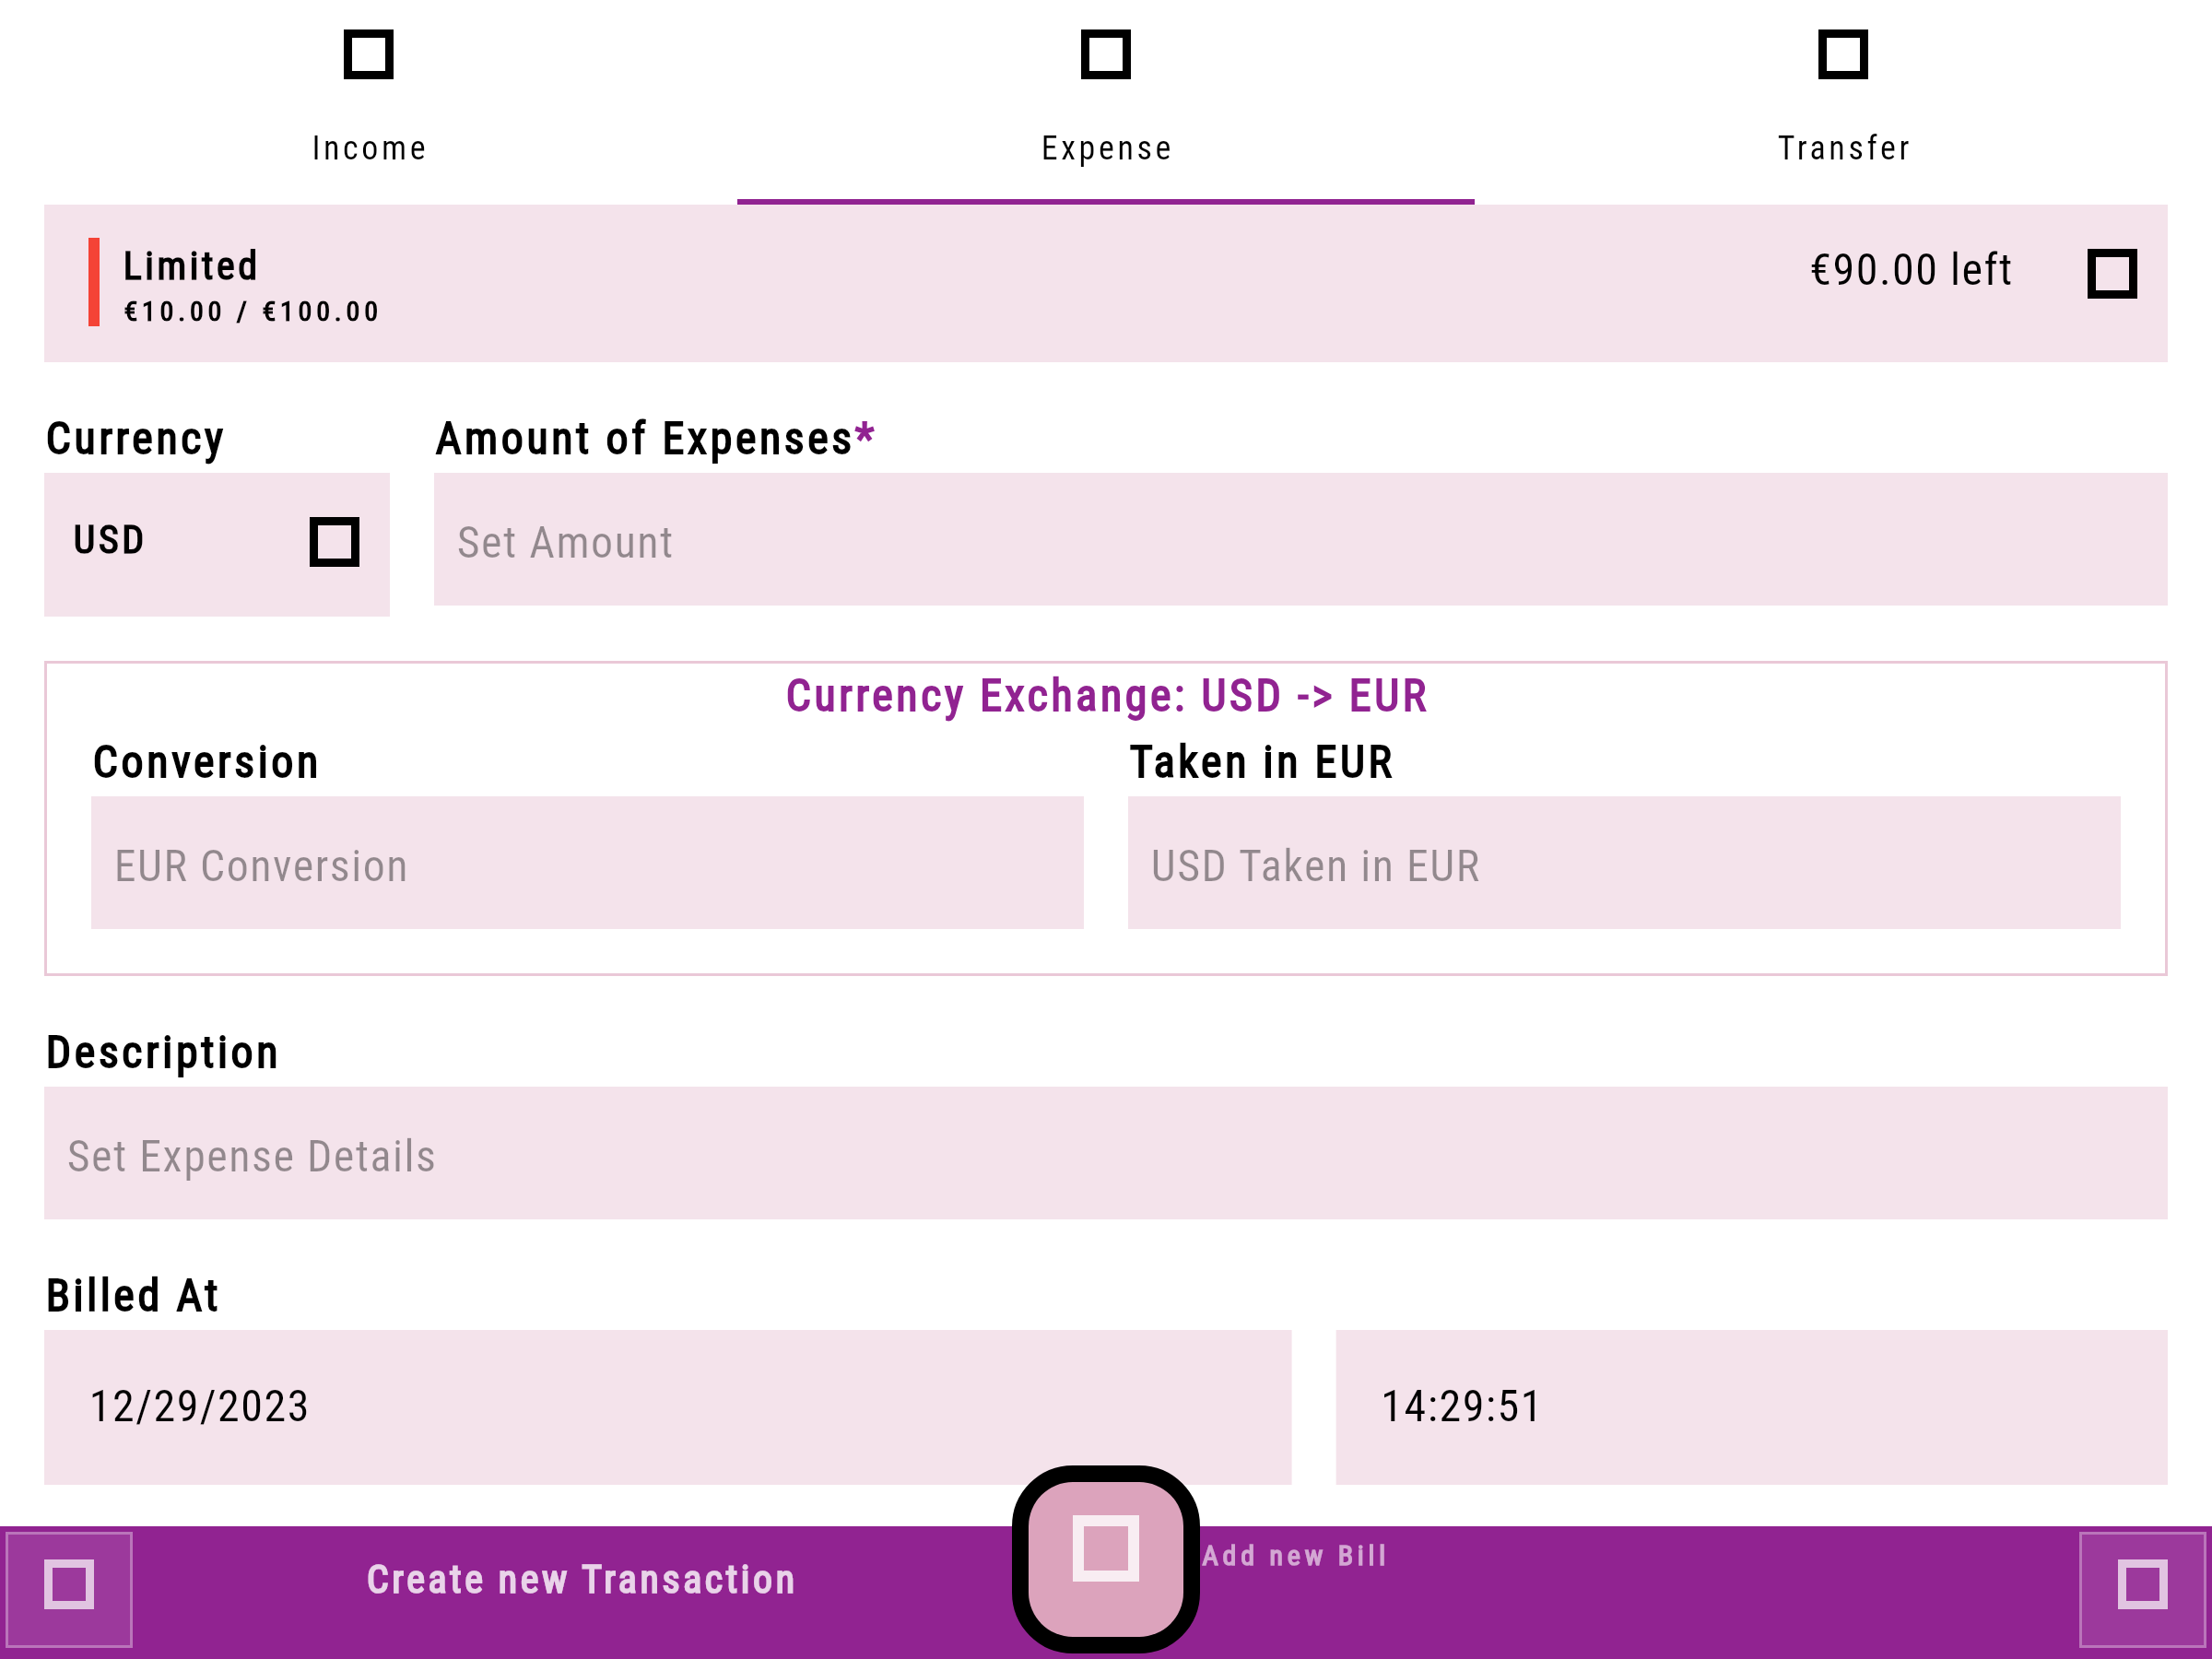 Income
Expense
Transfer
Limited
€10.00 / €100.00
€90.00 left
Currency
Amount of Expenses*
USD
Set Amount
Currency Exchange: USD -> EUR
Conversion
Taken in EUR
EUR Conversion
USD Taken in EUR
Description
Set Expense Details
Billed At
12/29/2023
14:29:51
Create new Transaction
Add new Bill